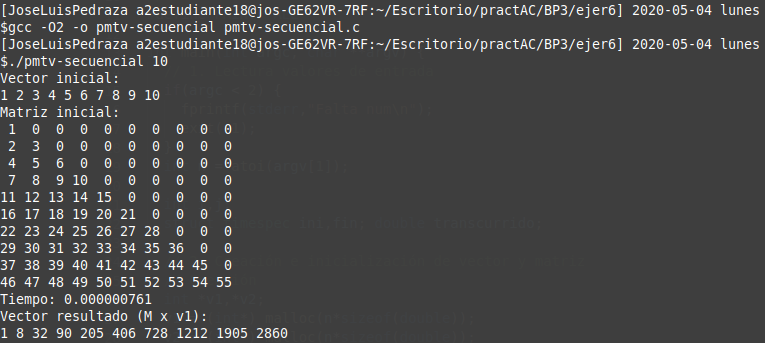 [JoseLuisPedraza a2estudiante18@jos-GE62VR-7RF:~/Escritorio/practAC/BP3/ejer6] 2020-05-04 lunes
$gcc -O2 -o pmtv-secuencial pmtv-secuencial.c
[JoseLuisPedraza a2estudiante18@jos-GE62VR-7RF:~/Escritorio/practAC/BP3/ejer6] 2020-05-04 lunes
$./pmtv-secuencial 10
Vector inicial:
1 2 3 4 5 6 7 8 9 10
Matriz inicial:
 1  0  0  0  0  0  0  0  0  0
 2  3  0  0  0  0  0  0  0  0
 4  5  6  0  0  0  0  0  0  0
 7  8  9 10  0  0  0  0  0  0
11 12 13 14 15  0  0  0  0  0
16 17 18 19 20 21  0  0  0  0
22 23 24 25 26 27 28  0  0  0
29 30 31 32 33 34 35 36  0  0
37 38 39 40 41 42 43 44 45  0
46 47 48 49 50 51 52 53 54 55
Tiempo: 0.000000761
Vector resultado (M x v1):
1 8 32 90 205 406 728 1212 1905 2860